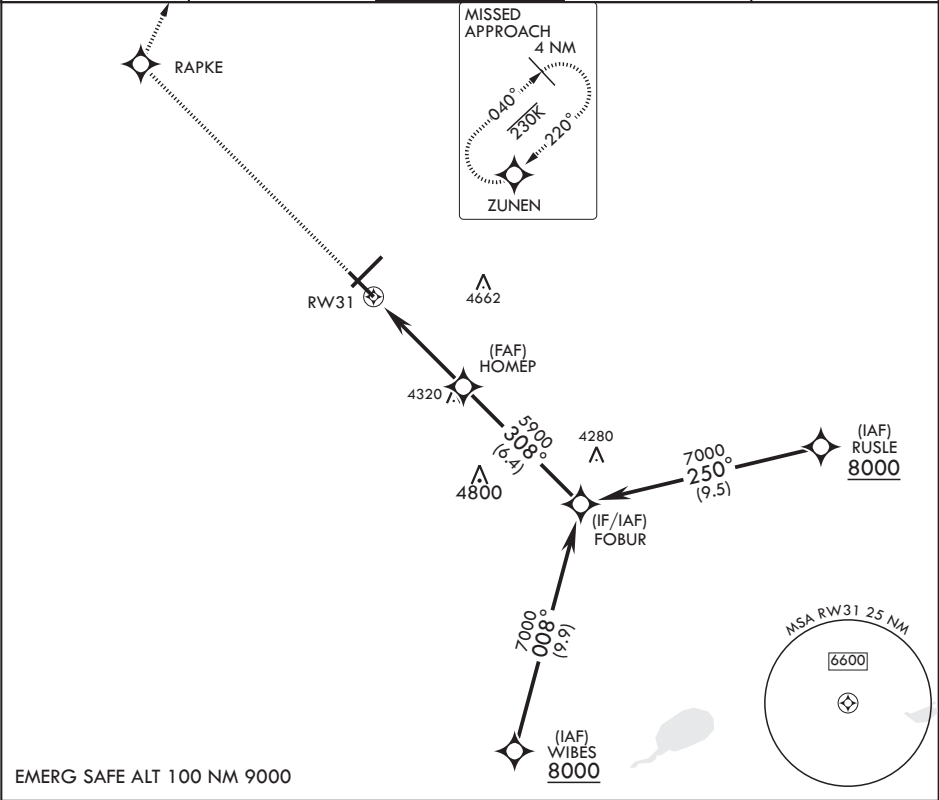 MISSED
APPROACH
4 NM
040°
230K
220°
ZUNEN
RAPKE
RW31
4662
(FAF)
HOMEP
4320
5900
308°
(6.4)
4280
4800
(IAF)
RUSLE
8000
7000
250°
(9.5)
(IF/IAF)
FOBUR
7000
008°
(9.9)
MSA RW31 25 NM
6600
(IAF)
WIBES
8000
EMERG SAFE ALT 100 NM 9000